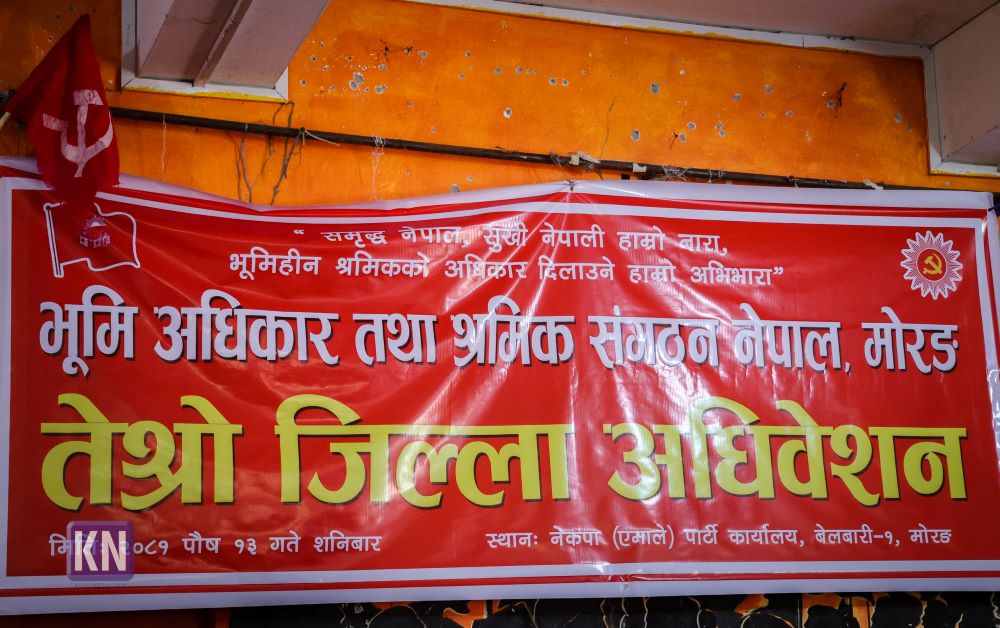 “ समृद्ध नेपाल, सुखी नेपाली हाम्रो नारा,
भूमिहीन श्रमिकको अधिकार दिलाउने हाम्रो अभिभारा”
भूमि अधिकार तथा श्रमिक संगठन नेपाल, मोरङ
तेश्रो जिल्ला अधिवेशन
२०८१ पौष १३ गते शनिबार
स्थानः नेकपा (एमाले) पार्टी कार्यालय, बेलबारी-१, मोरङ
KN